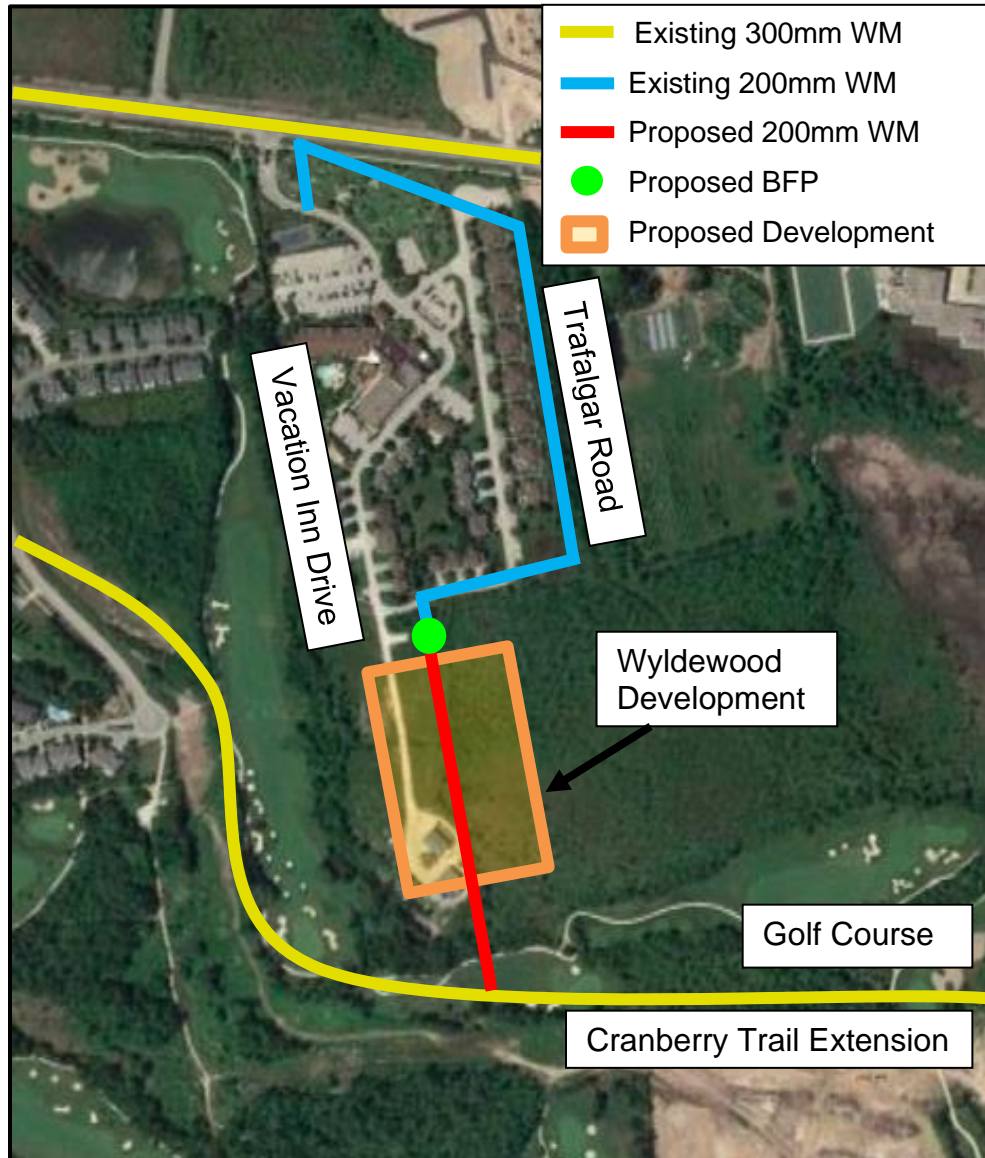 Existing 300mm WM
Existing 200mm WM
Proposed 200mm WM
Proposed BFP
Proposed Development
Trafalgar Road
Vacation Inn Drive
Wyldewood
Development
Golf Course
Cranberry Trail Extension